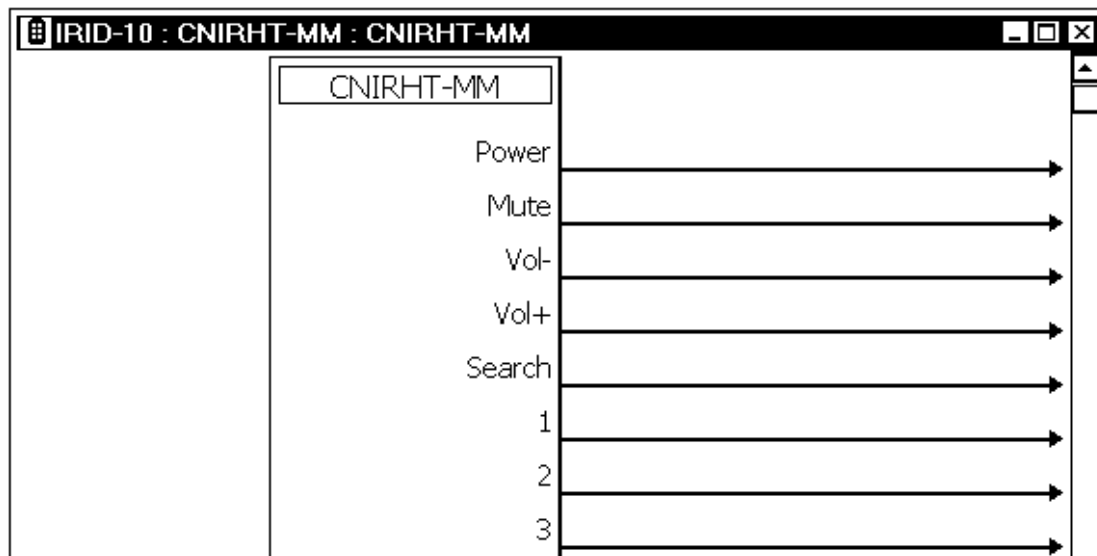 IRID-10 : CNIRHT-MM : CNIRHT-MM
CNIRHT-MM
Power
Mute
Vol-
Vol+
Search
1
2
3